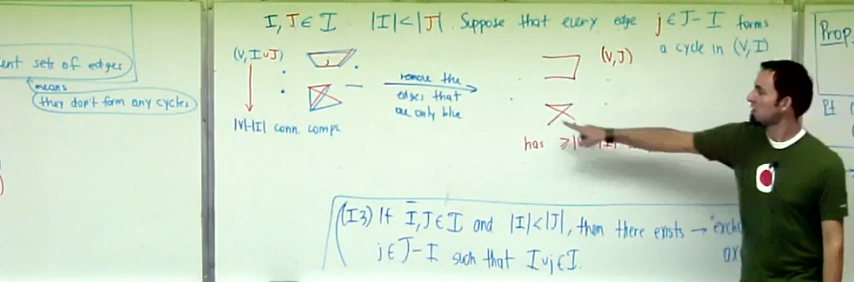 ent sets of edges
means
they don't form any cycles
I, J ∈ I |I| < |J|. Suppose that every edge j ∈ J - I forms
a cycle in (V, I)
(V, I∪J)
|V|-|I| conn. comps
remove the
edges that
are only blue
(V, J)
has ≥ |
(I3) If I, J ∈ I and |I| < |J|, then there exists → "exch
j ∈ J - I such that I∪j ∈ I.
Prop.
Pf